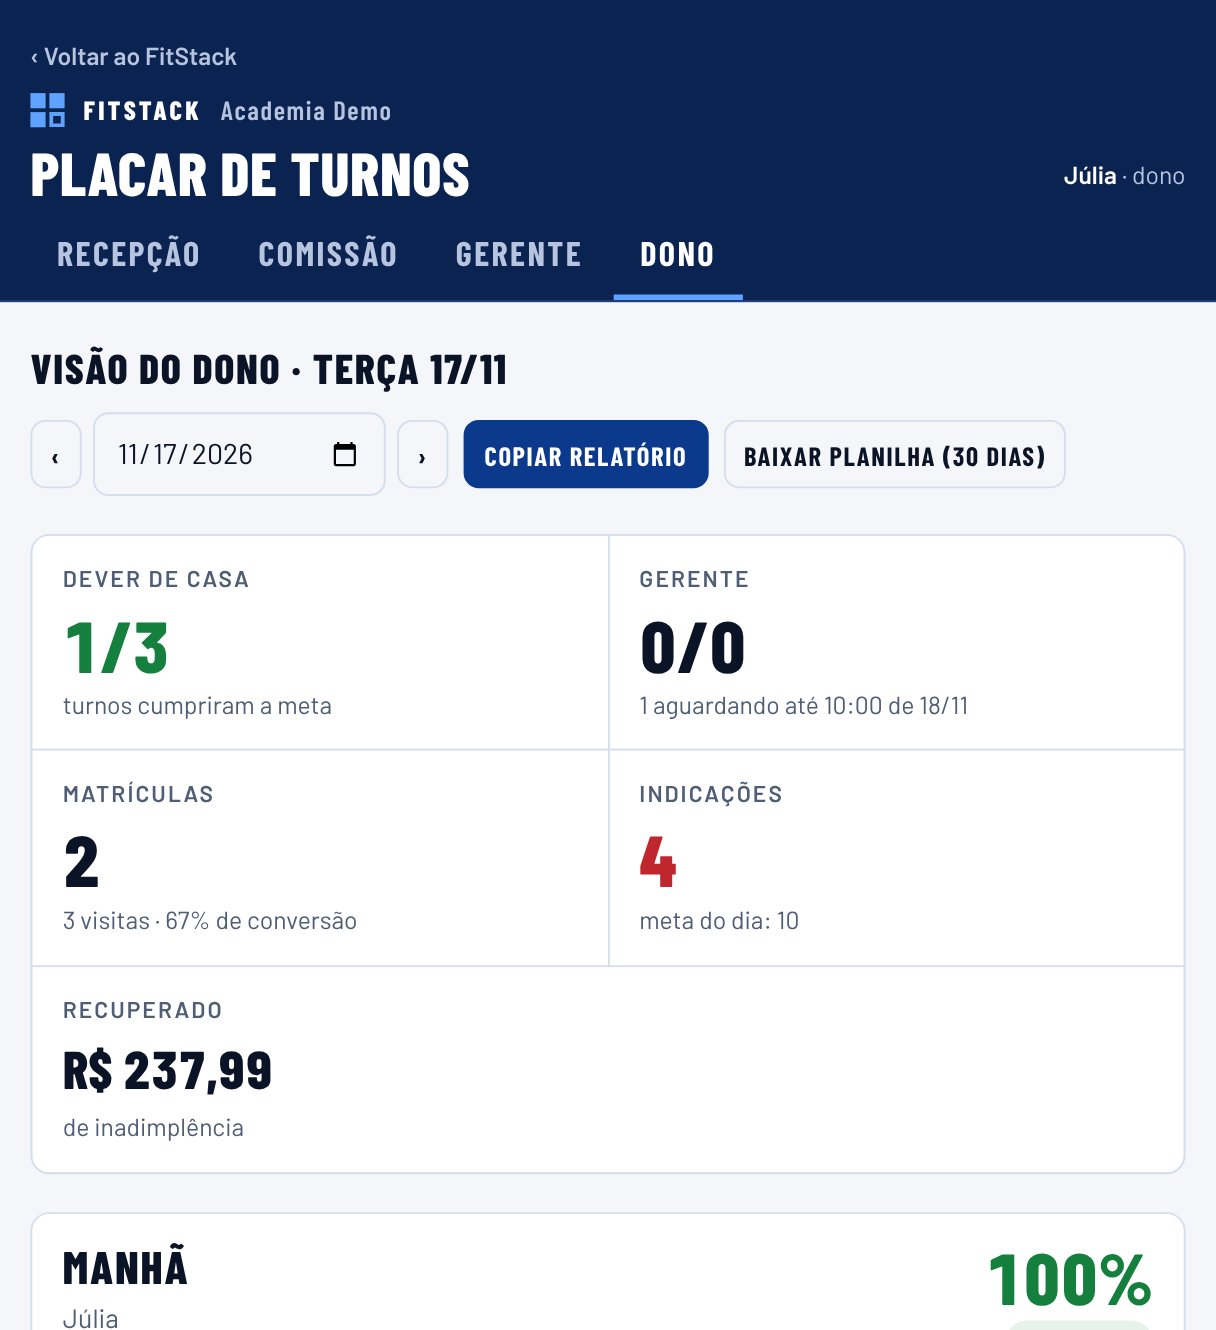 ‹ Voltar ao FitStack
FITSTACK Academia Demo
PLACAR DE TURNOS
Júlia · dono
RECEPÇÃO COMISSÃO GERENTE DONO
VISÃO DO DONO · TERÇA 17/11
‹ 11/17/2026 › COPIAR RELATÓRIO BAIXAR PLANILHA (30 DIAS)
DEVER DE CASA
1/3
turnos cumpriram a meta
GERENTE
0/0
1 aguardando até 10:00 de 18/11
MATRÍCULAS
2
3 visitas · 67% de conversão
INDICAÇÕES
4
meta do dia: 10
RECUPERADO
R$ 237,99
de inadimplência
MANHÃ
100%
Júlia